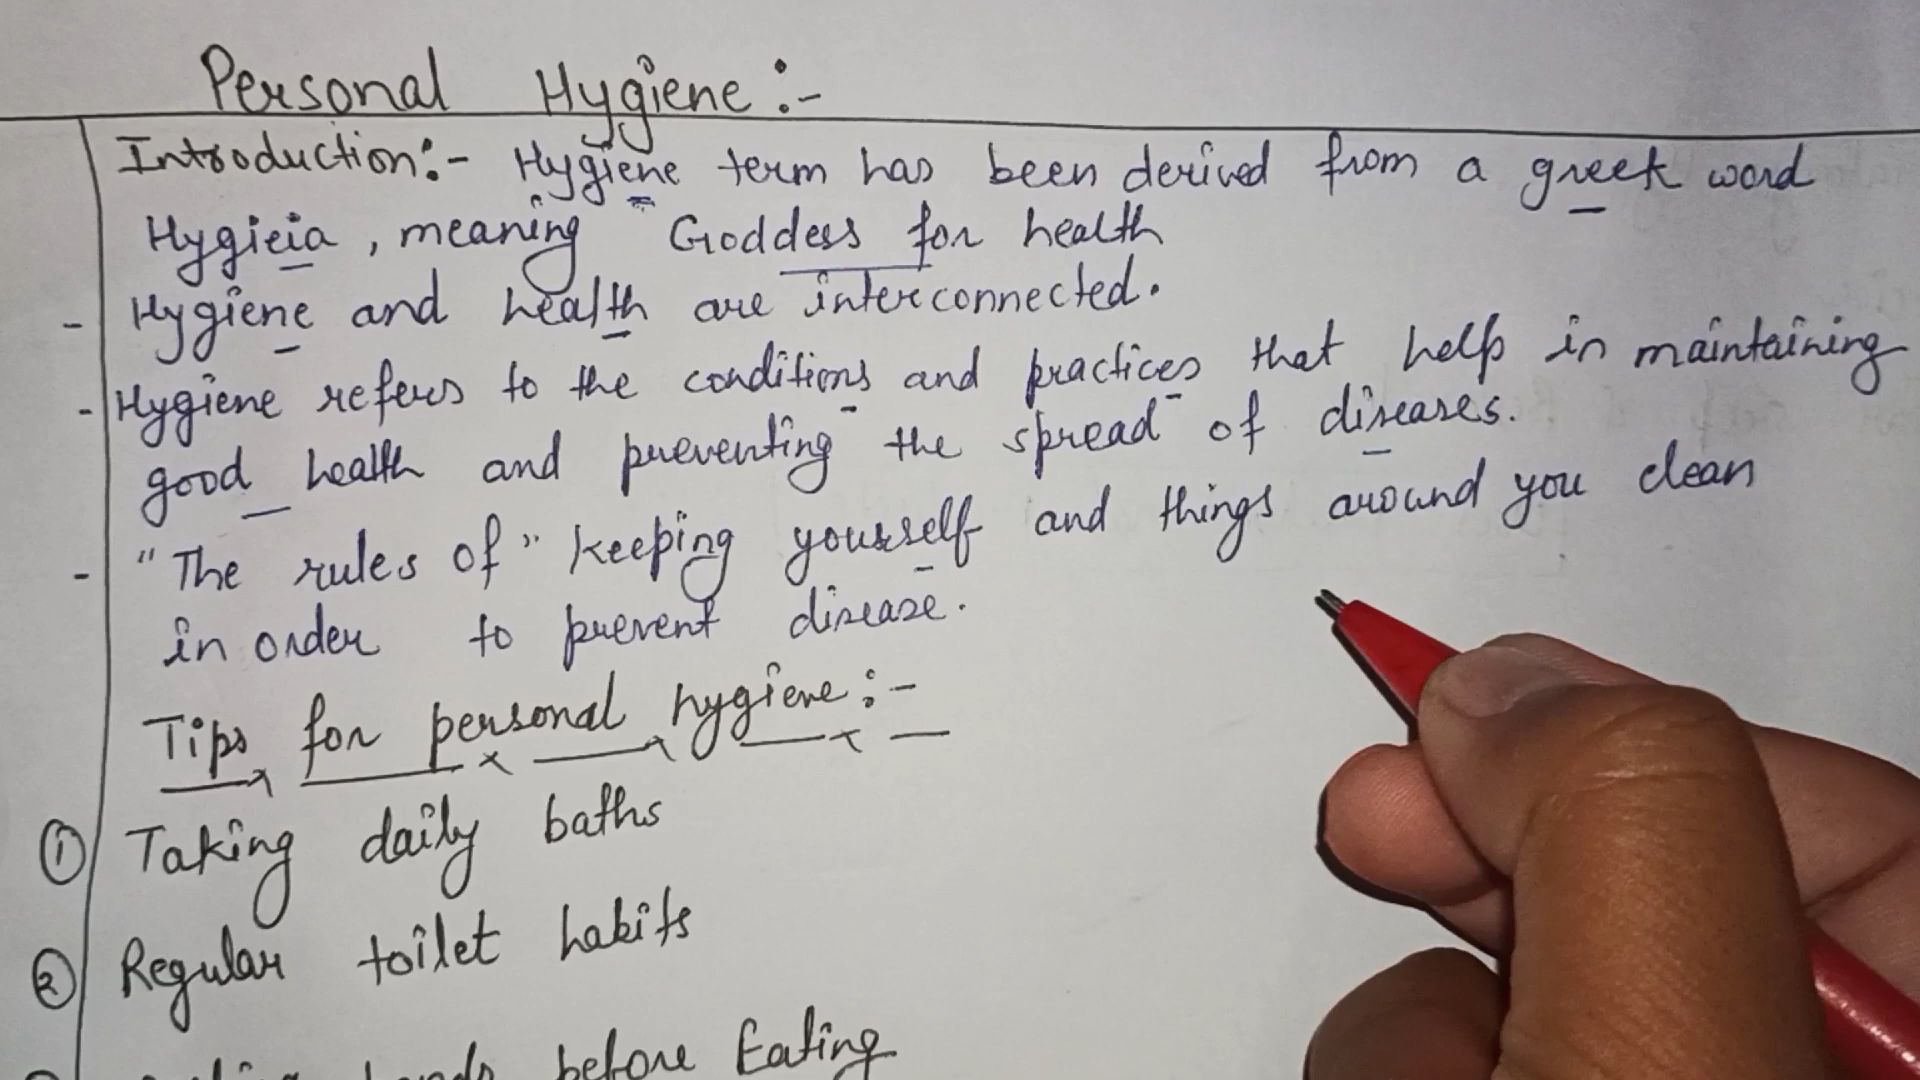 Personal Hygiene :-
Introduction:- Hygiene term has been derived from a greek word
Hygieia, meaning "Goddess for health
- Hygiene and health are interconnected.
- Hygiene refers to the conditions and practices that help in maintaining
good health and preventing the spread of diseases.
- "The rules of" keeping yourself and things around you clean
in order to prevent disease.
Tips for personal hygiene :-
① Taking daily baths
② Regular toilet habits
hands before Eating